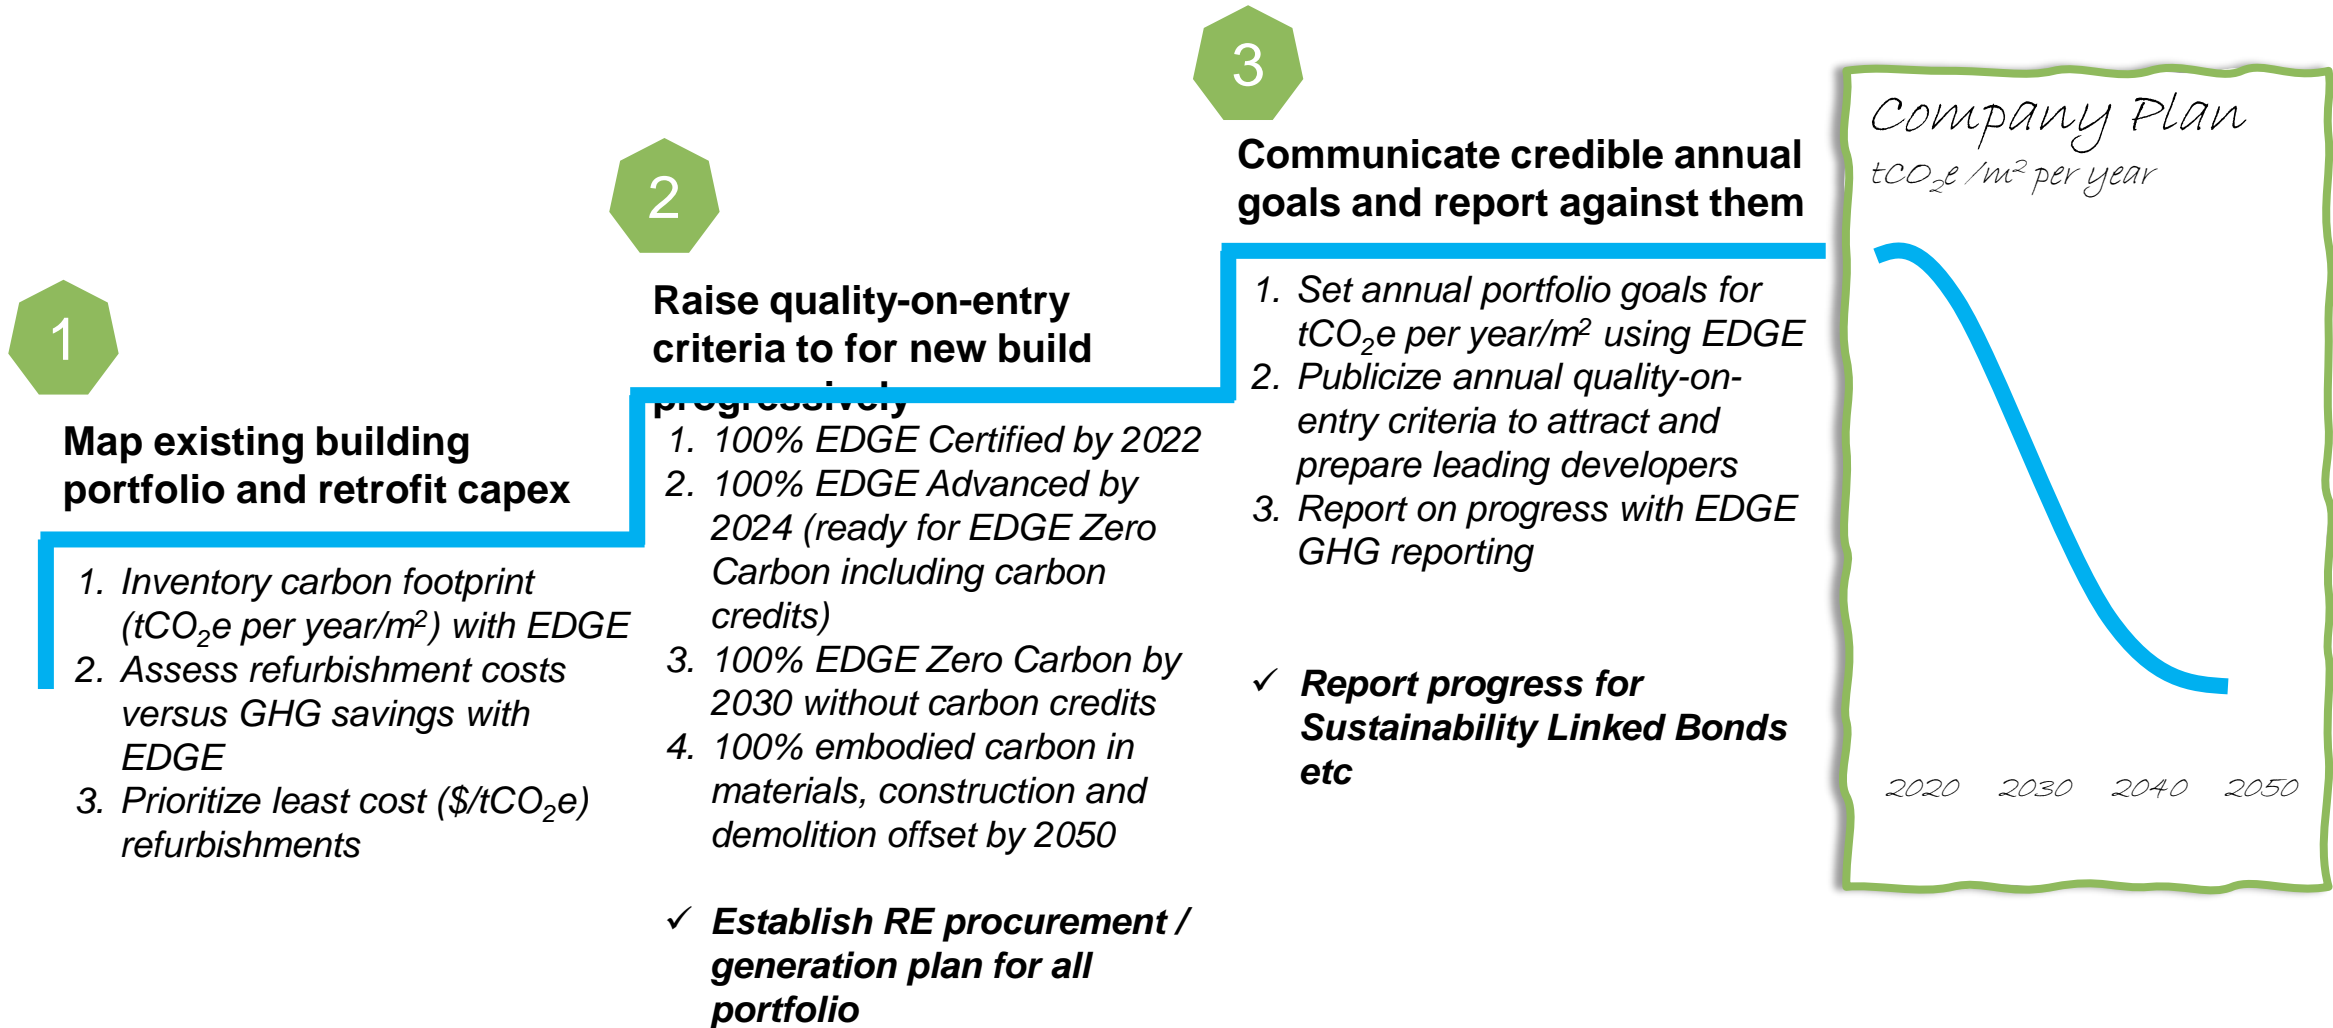 1
Map existing building
portfolio and retrofit capex
1. Inventory carbon footprint
(tCO₂e per year/m²) with EDGE
2. Assess refurbishment costs
versus GHG savings with
EDGE
3. Prioritize least cost ($/tCO₂e)
refurbishments
2
Raise quality-on-entry
criteria to for new build
progressively
1. 100% EDGE Certified by 2022
2. 100% EDGE Advanced by
2024 (ready for EDGE Zero
Carbon including carbon
credits)
3. 100% EDGE Zero Carbon by
2030 without carbon credits
4. 100% embodied carbon in
materials, construction and
demolition offset by 2050
✓ Establish RE procurement /
generation plan for all
portfolio
3
Communicate credible annual
goals and report against them
1. Set annual portfolio goals for
tCO₂e per year/m² using EDGE
2. Publicize annual quality-on-
entry criteria to attract and
prepare leading developers
3. Report on progress with EDGE
GHG reporting
✓ Report progress for
Sustainability Linked Bonds
etc
Company Plan
tCO₂e /m² per year
2020 2030 2040 2050